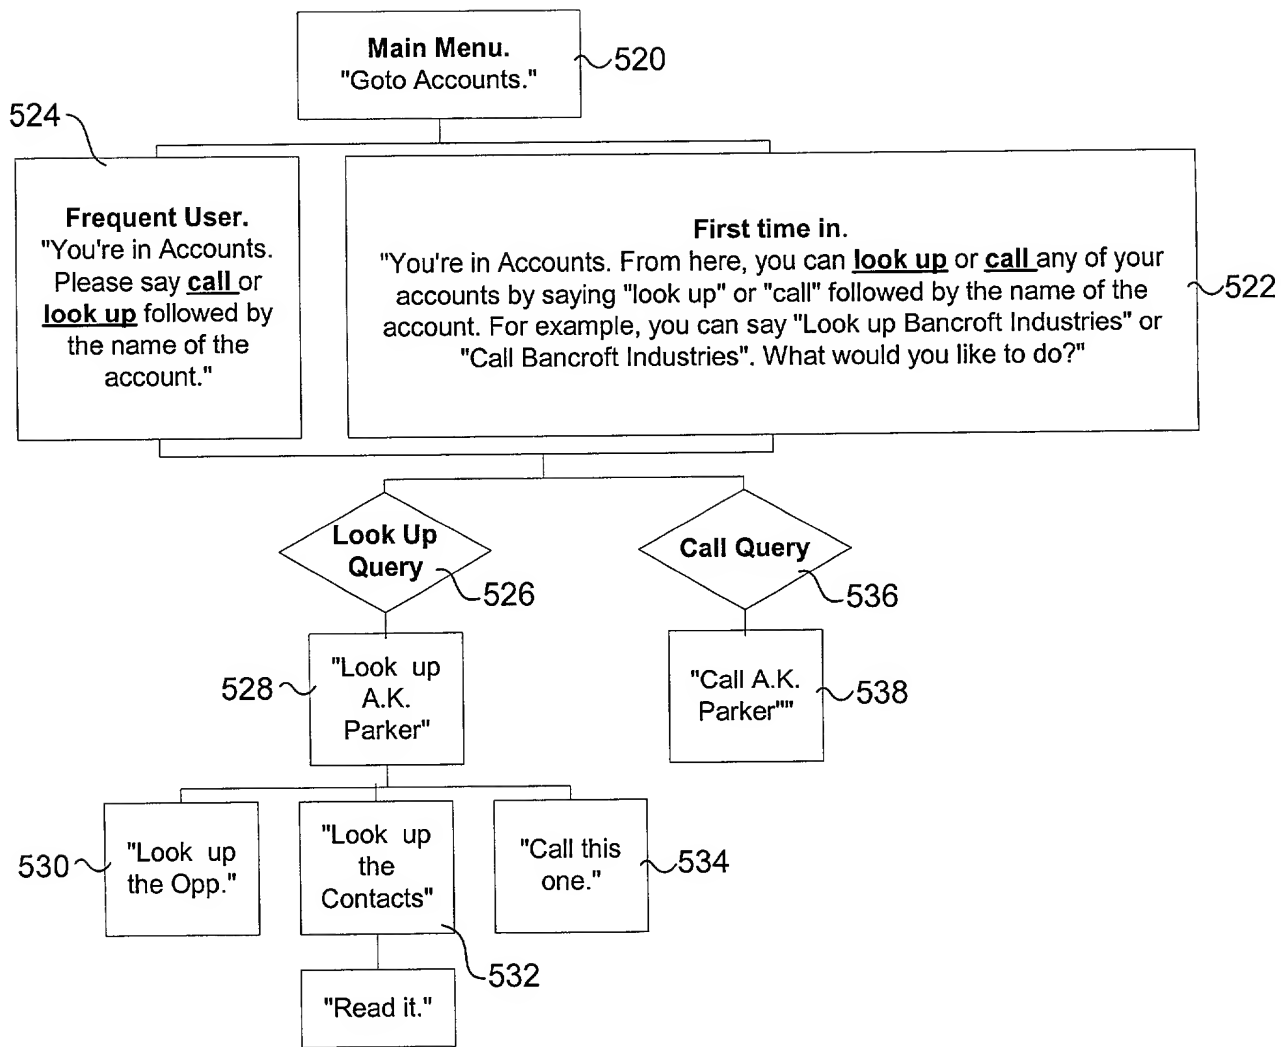 Main Menu.
"Goto Accounts."
520
524
Frequent User.
"You're in Accounts.
Please say call or
look up followed by
the name of the
account."
First time in.
"You're in Accounts. From here, you can look up or call any of your
accounts by saying "look up" or "call" followed by the name of the
account. For example, you can say "Look up Bancroft Industries" or
"Call Bancroft Industries". What would you like to do?"
522
Look Up
Query
526
Call Query
536
528
"Look up
A.K.
Parker"
"Call A.K.
Parker""
538
530
"Look up
the Opp."
"Look up
the
Contacts"
532
"Call this
one."
534
"Read it."